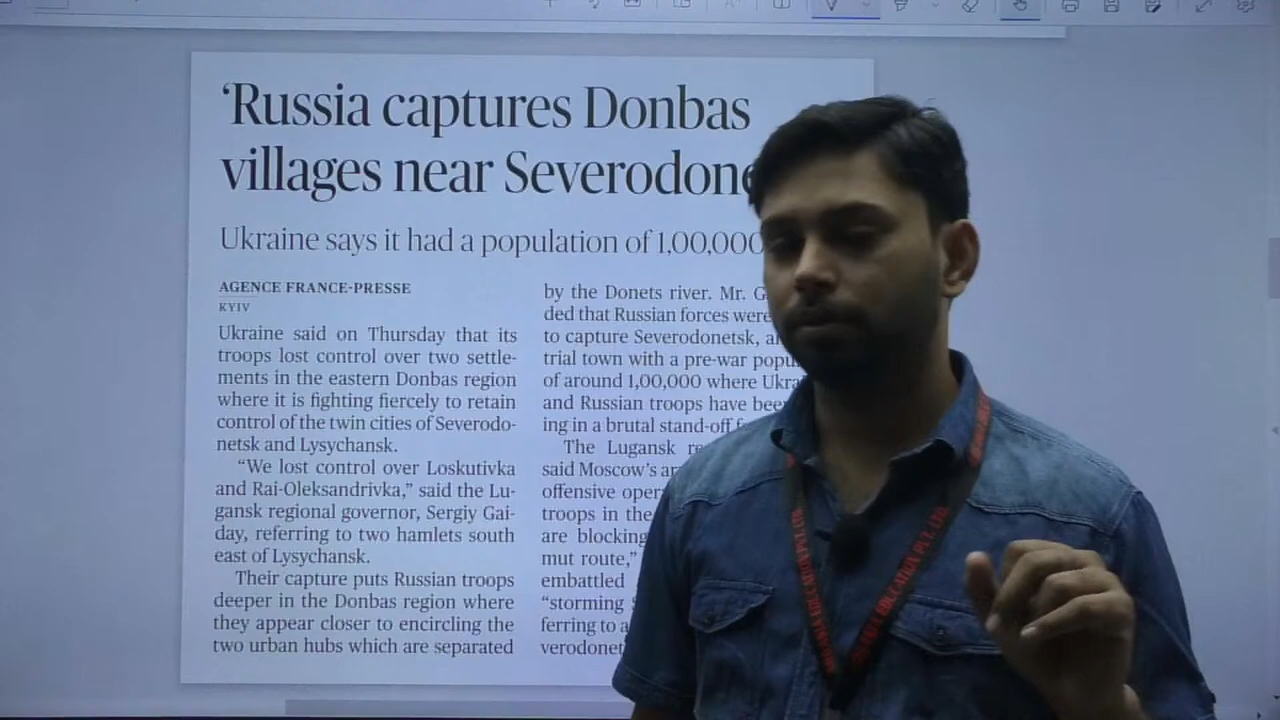 ‘Russia captures Donbas
villages near Severodone
Ukraine says it had a population of 1,00,000
AGENCE FRANCE-PRESSE
KYIV
Ukraine said on Thursday that its
troops lost control over two settle-
ments in the eastern Donbas region
where it is fighting fiercely to retain
control of the twin cities of Severodo-
netsk and Lysychansk.
“We lost control over Loskutivka
and Rai-Oleksandrivka,” said the Lu-
gansk regional governor, Sergiy Gai-
day, referring to two hamlets south
east of Lysychansk.
Their capture puts Russian troops
deeper in the Donbas region where
they appear closer to encircling the
two urban hubs which are separated
by the Donets river. Mr. G
ded that Russian forces were
to capture Severodonetsk, a
trial town with a pre-war popu
of around 1,00,000 where Ukra
and Russian troops have bee
ing in a brutal stand-off f
The Lugansk re
said Moscow’s ar
offensive oper
troops in the
are blocking
mut route,”
embattled
“storming
ferring to a
verodonet
EDUCATION PVT. LTD.